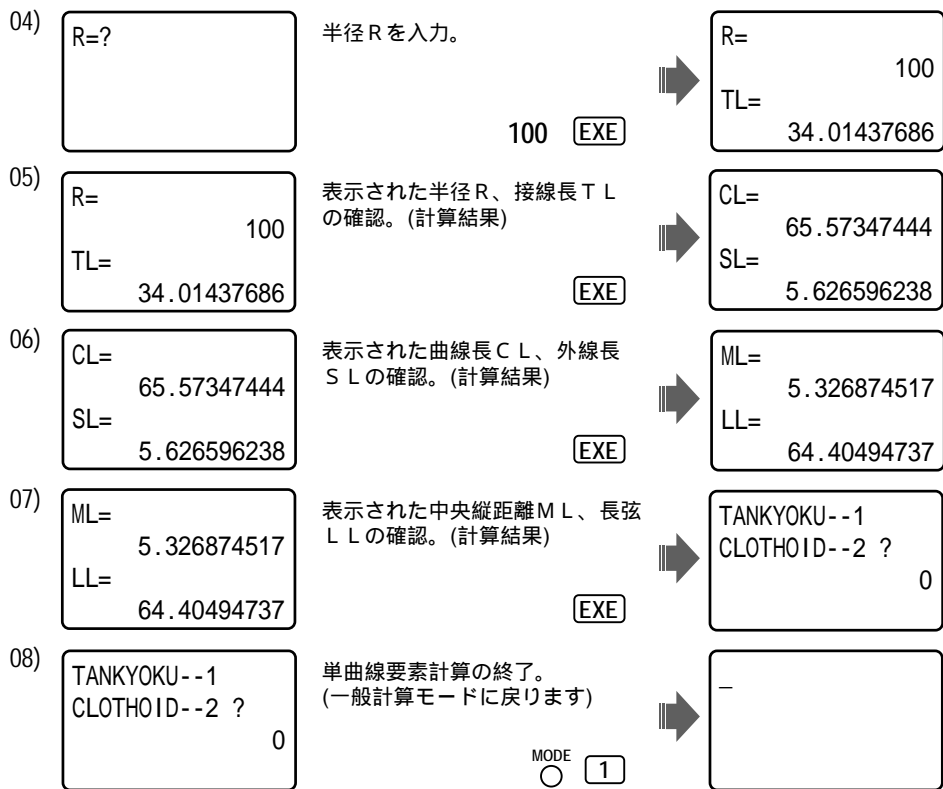 04)
R=?
半径Rを入力。
100 EXE
R=
100
TL=
34.01437686
05)
R=
100
TL=
34.01437686
表示された半径R、接線長TL
の確認。(計算結果)
EXE
CL=
65.57347444
SL=
5.626596238
06)
CL=
65.57347444
SL=
5.626596238
表示された曲線長CL、外線長
SLの確認。(計算結果)
EXE
ML=
5.326874517
LL=
64.40494737
07)
ML=
5.326874517
LL=
64.40494737
表示された中央縦距離ML、長弦
LLの確認。(計算結果)
EXE
TANKYOKU--1
CLOTHOID--2 ?
0
08)
TANKYOKU--1
CLOTHOID--2 ?
0
単曲線要素計算の終了。
(一般計算モードに戻ります)
MODE
1
_